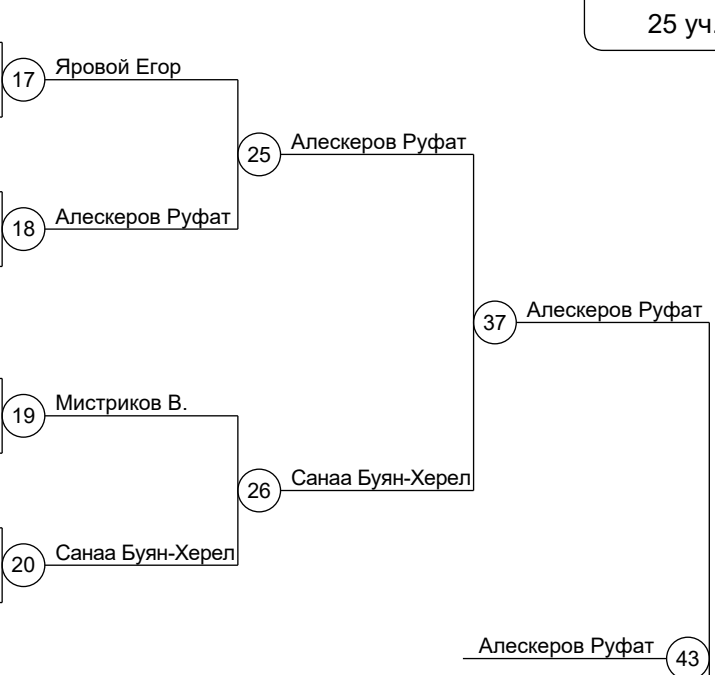 25 уч.
17 Яровой Егор
25 Алескеров Руфат
18 Алескеров Руфат
37 Алескеров Руфат
19 Мистриков В.
26 Санаа Буян-Херел
20 Санаа Буян-Херел
Алескеров Руфат 43